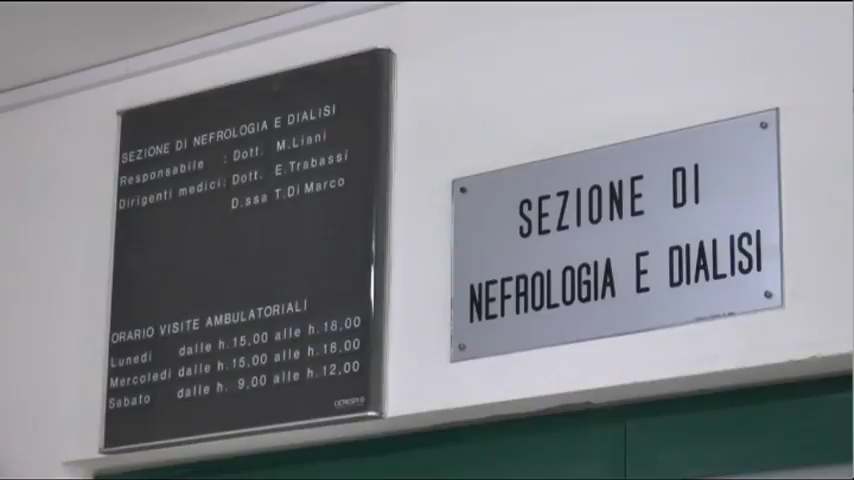 SEZIONE DI NEFROLOGIA E DIALISI
Responsabile : Dott. M.Liani
Dirigenti medici: Dott. E.Trabassi
D.ssa T.Di Marco
ORARIO VISITE AMBULATORIALI
Lunedi dalle h.15,00 alle h.18,00
Mercoledi dalle h.15,00 alle h.18,00
Sabato dalle h. 9,00 alle h.12,00
SEZIONE DI
NEFROLOGIA E DIALISI